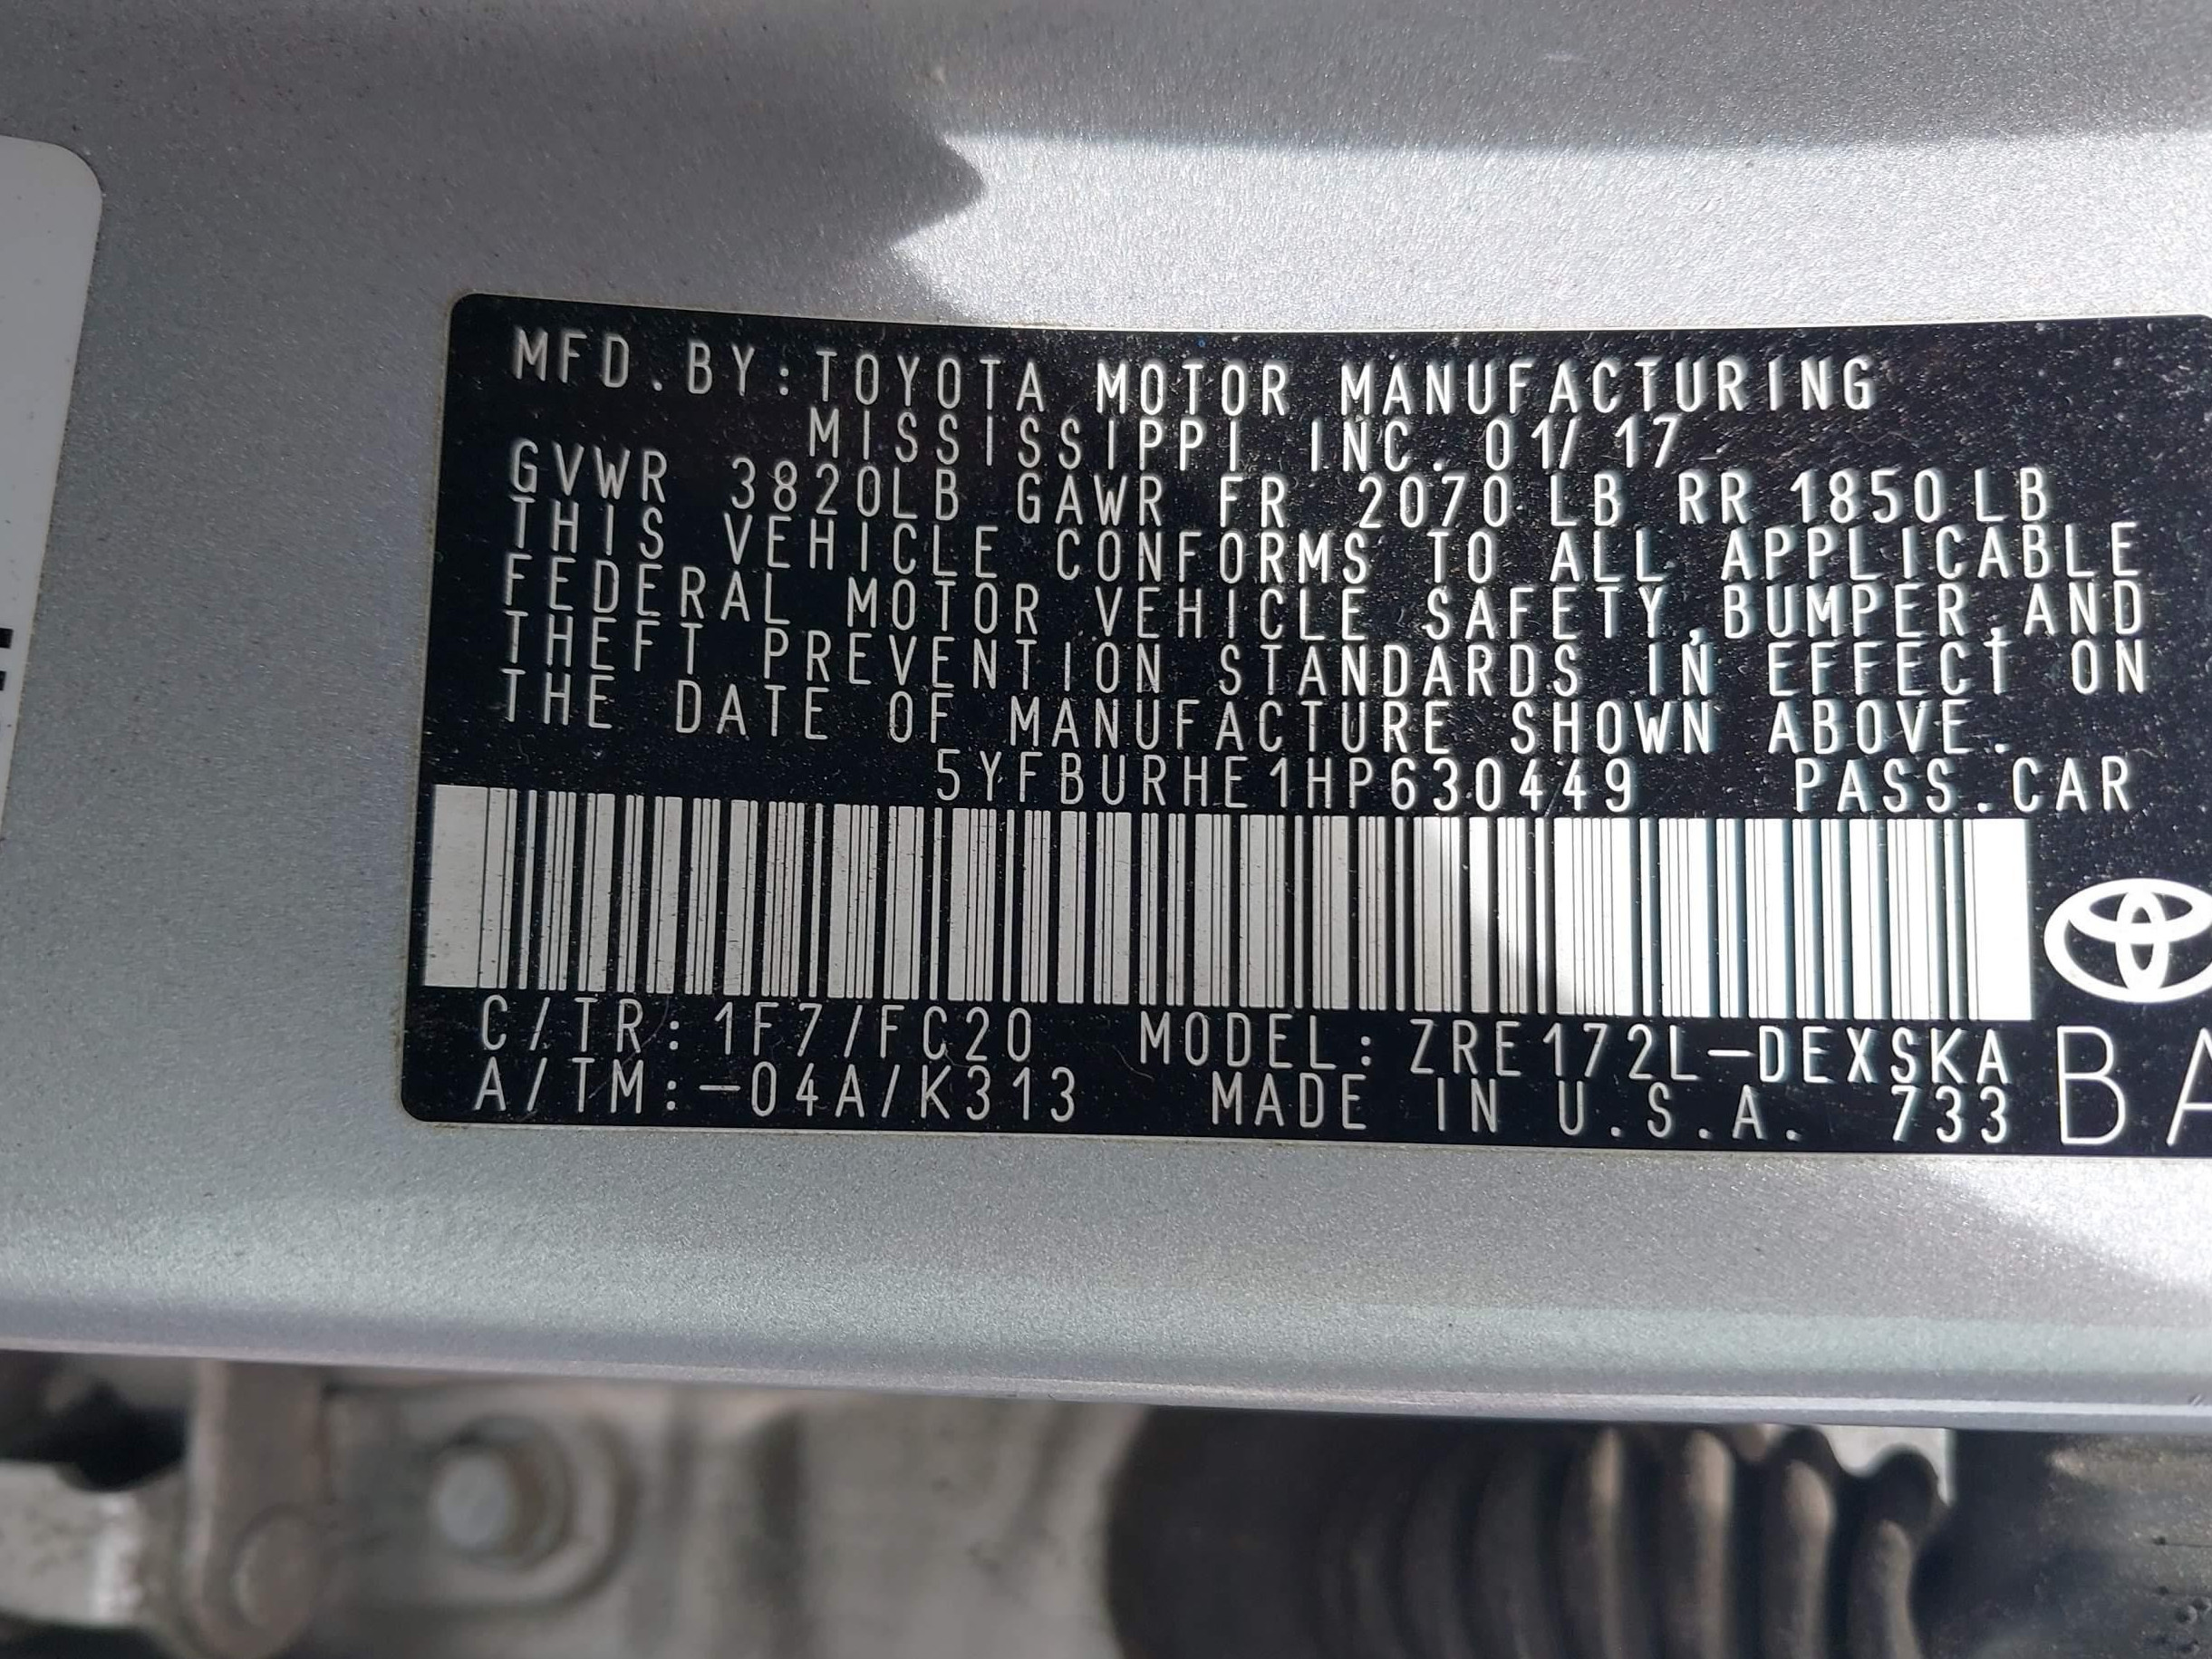 MFD.BY:TOYOTA MOTOR MANUFACTURING
MISSISSIPPI INC. 01/17
GVWR 3820LB GAWR FR 2070 LB RR 1850 LB
THIS VEHICLE CONFORMS TO ALL APPLICABLE
FEDERAL MOTOR VEHICLE SAFETY,BUMPER,AND
THEFT PREVENTION STANDARDS IN EFFECT ON
THE DATE OF MANUFACTURE SHOWN ABOVE.
5YFBURHE1HP630449 PASS.CAR
C/TR: 1F7/FC20 MODEL: ZRE172L-DEXSKA
A/TM:-04A/K313 MADE IN U.S.A. 733
BA